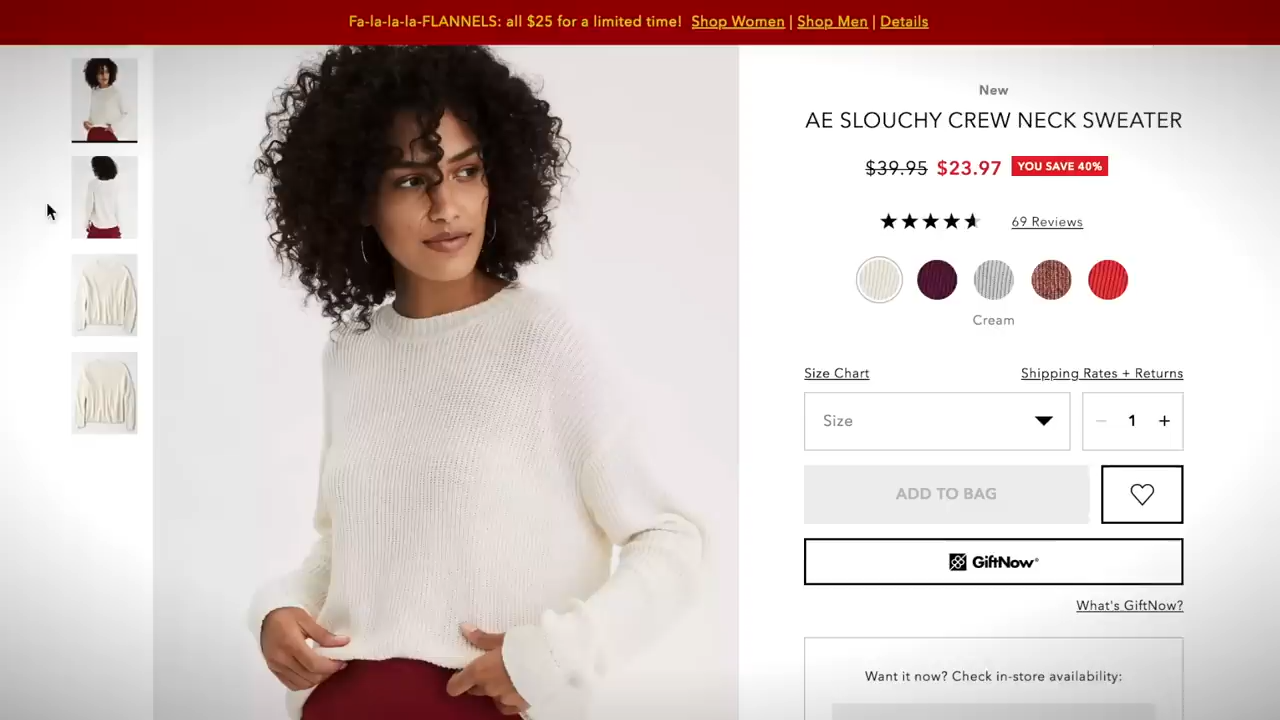 Fa-la-la-la-FLANNELS: all $25 for a limited time! Shop Women | Shop Men | Details
New
AE SLOUCHY CREW NECK SWEATER
$39.95 $23.97 YOU SAVE 40%
69 Reviews
Cream
Size Chart Shipping Rates + Returns
Size 1
ADD TO BAG
GiftNow®
What's GiftNow?
Want it now? Check in-store availability: